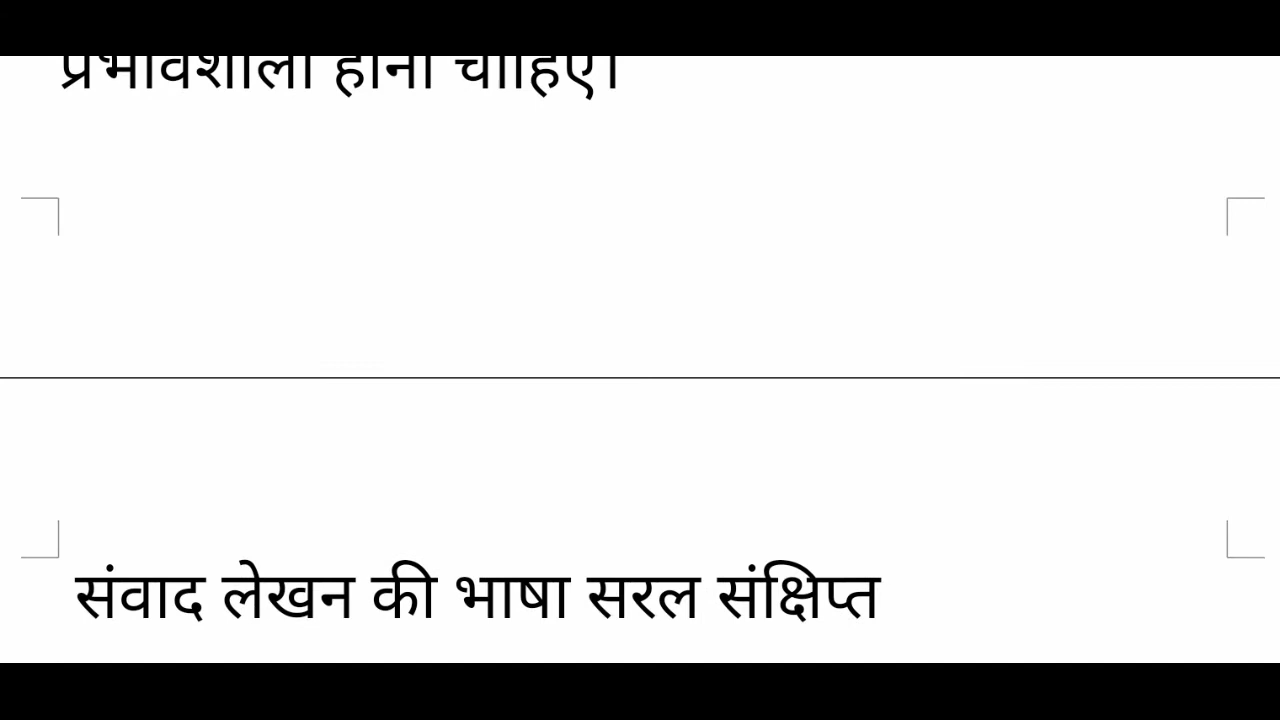 प्रभावशाली होना चाहिए।
संवाद लेखन की भाषा सरल संक्षिप्त